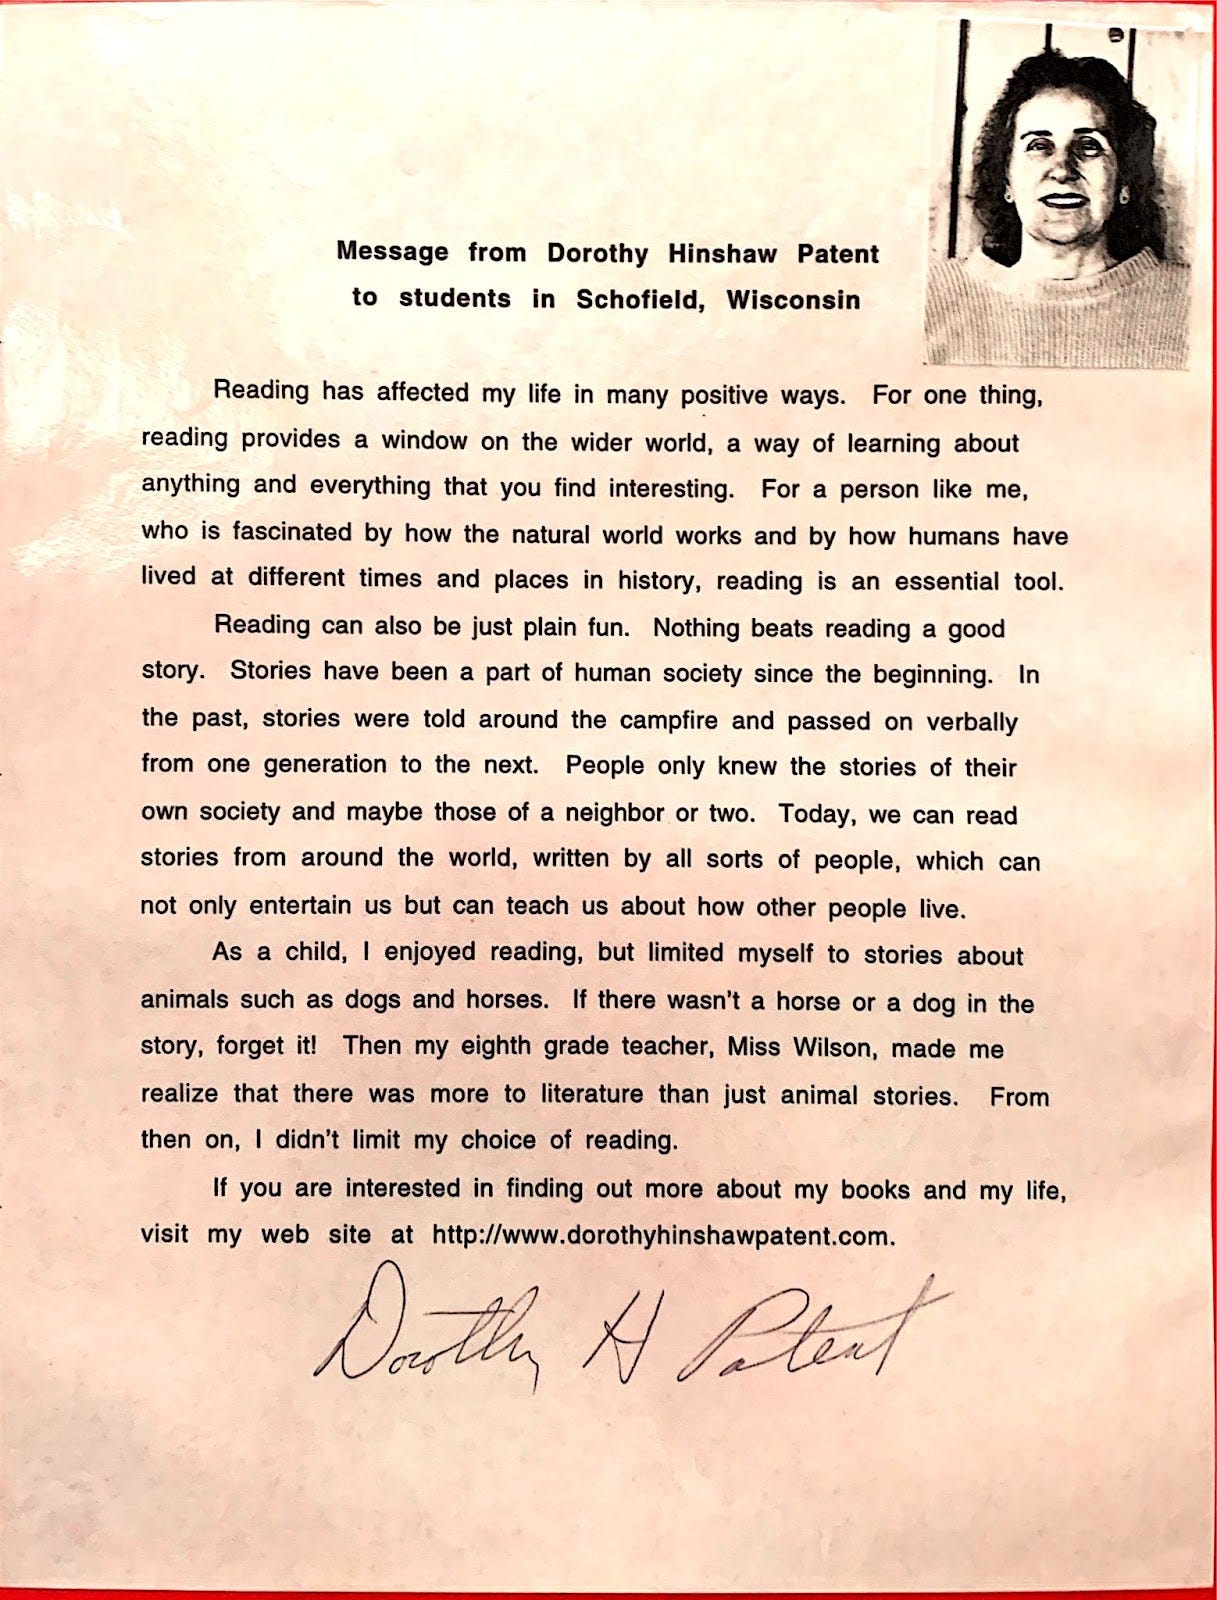 Message from Dorothy Hinshaw Patent
to students in Schofield, Wisconsin
Reading has affected my life in many positive ways. For one thing,
reading provides a window on the wider world, a way of learning about
anything and everything that you find interesting. For a person like me,
who is fascinated by how the natural world works and by how humans have
lived at different times and places in history, reading is an essential tool.
Reading can also be just plain fun. Nothing beats reading a good
story. Stories have been a part of human society since the beginning. In
the past, stories were told around the campfire and passed on verbally
from one generation to the next. People only knew the stories of their
own society and maybe those of a neighbor or two. Today, we can read
stories from around the world, written by all sorts of people, which can
not only entertain us but can teach us about how other people live.
As a child, I enjoyed reading, but limited myself to stories about
animals such as dogs and horses. If there wasn't a horse or a dog in the
story, forget it! Then my eighth grade teacher, Miss Wilson, made me
realize that there was more to literature than just animal stories. From
then on, I didn't limit my choice of reading.
If you are interested in finding out more about my books and my life,
visit my web site at http://www.dorothyhinshawpatent.com.
Dorothy H Patent